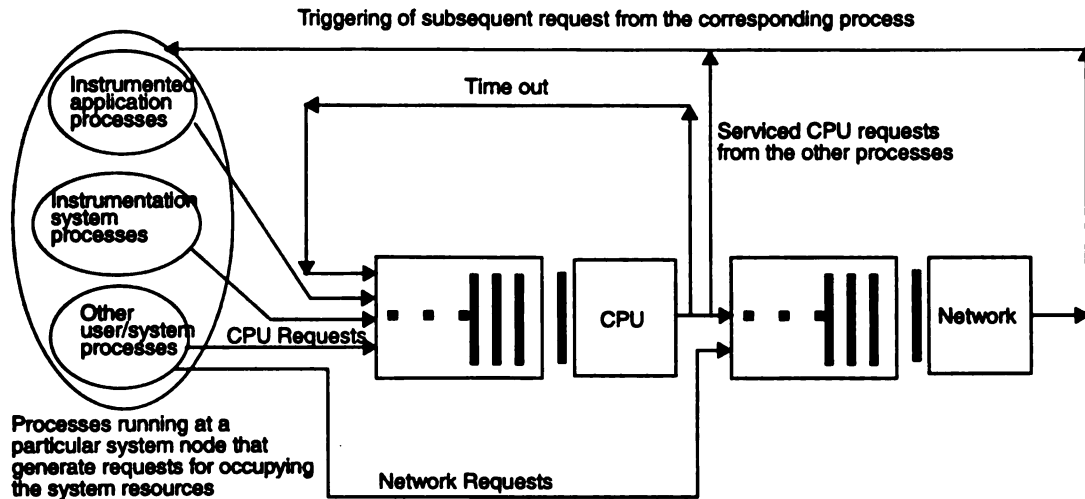 Triggering of subsequent request from the corresponding process
Instrumented
application
processes
Time out
Serviced CPU requests
from the other processes
Instrumentation
system
processes
Other
user/system
processes
CPU Requests
CPU
Network
Processes running at a
particular system node that
generate requests for occupying
the system resources
Network Requests